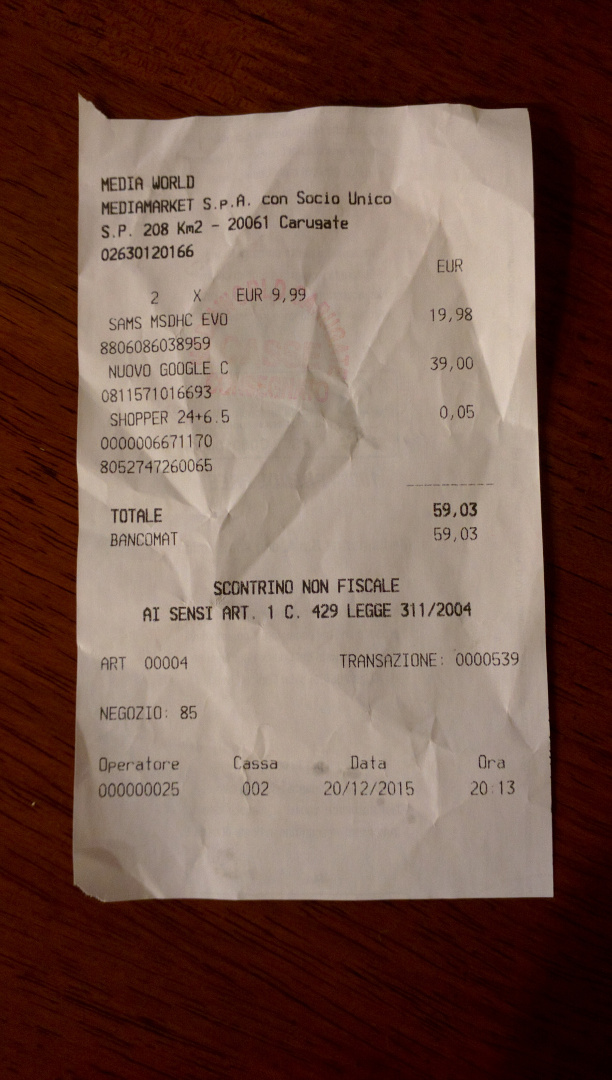 MEDIA WORLD
MEDIAMARKET S.p.A. con Socio Unico
S.P. 208 Km2 - 20061 Carugate
02630120166
EUR
2 X EUR 9,99
SAMS MSDHC EVO 19,98
8806086038959
NUOVO GOOGLE C 39,00
0811571016693
SHOPPER 24+6.5 0,05
0000006671170
8052747260065
TOTALE 59,03
BANCOMAT 59,03
SCONTRINO NON FISCALE
AI SENSI ART. 1 C. 429 LEGGE 311/2004
ART 00004 TRANSAZIONE: 0000539
NEGOZIO: 85
Operatore Cassa Data Ora
000000025 002 20/12/2015 20:13